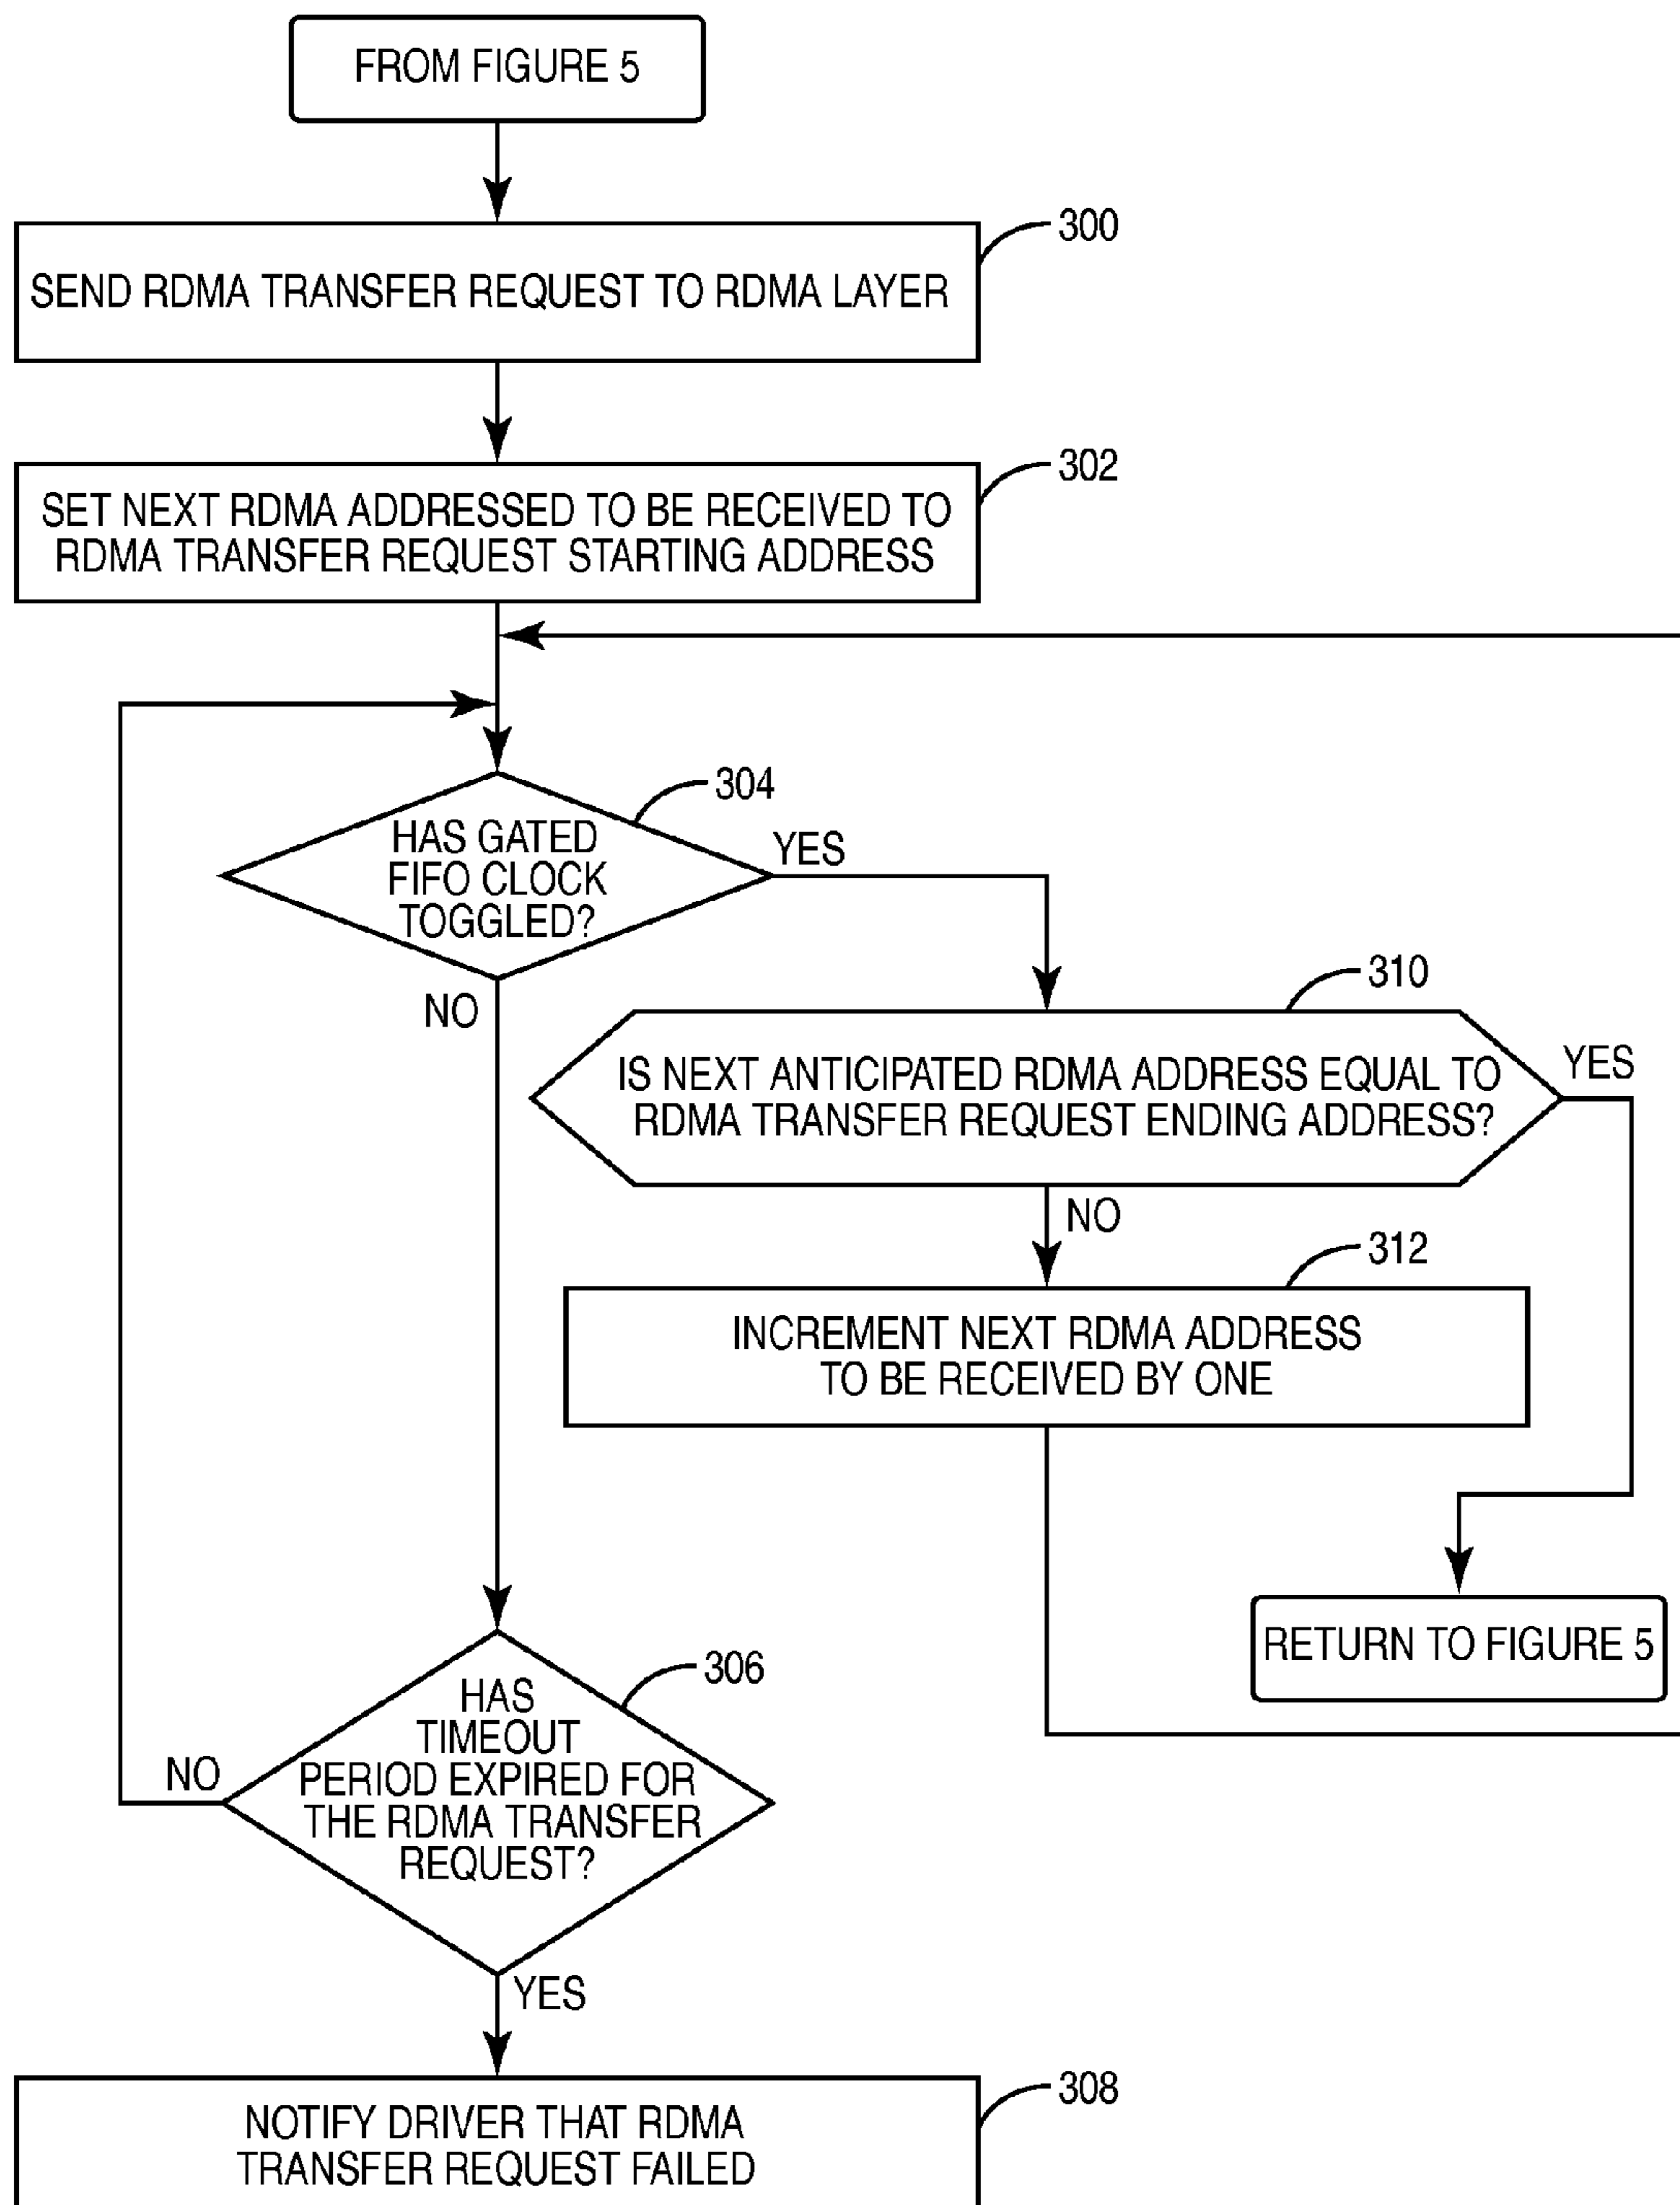 FROM FIGURE 5
300
SEND RDMA TRANSFER REQUEST TO RDMA LAYER
302
SET NEXT RDMA ADDRESSED TO BE RECEIVED TO
RDMA TRANSFER REQUEST STARTING ADDRESS
304
HAS GATED
FIFO CLOCK
TOGGLED?
YES
NO
310
IS NEXT ANTICIPATED RDMA ADDRESS EQUAL TO
RDMA TRANSFER REQUEST ENDING ADDRESS?
YES
NO
312
INCREMENT NEXT RDMA ADDRESS
TO BE RECEIVED BY ONE
RETURN TO FIGURE 5
306
HAS
TIMEOUT
PERIOD EXPIRED FOR
THE RDMA TRANSFER
REQUEST?
NO
YES
308
NOTIFY DRIVER THAT RDMA
TRANSFER REQUEST FAILED